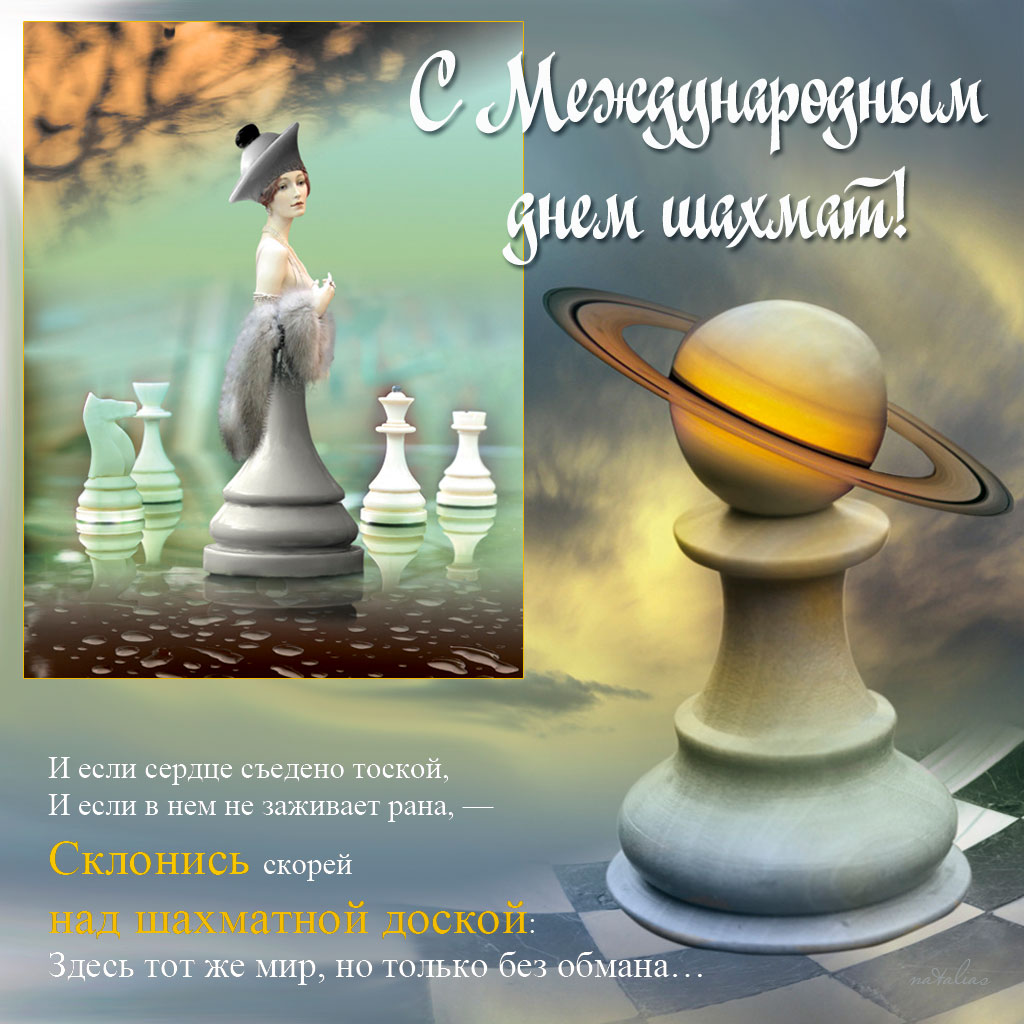 С Международным
днем шахмат!
И если сердце съедено тоской,
И если в нем не заживает рана, —
Склонись скорей
над шахматной доской:
Здесь тот же мир, но только без обмана...
natalias